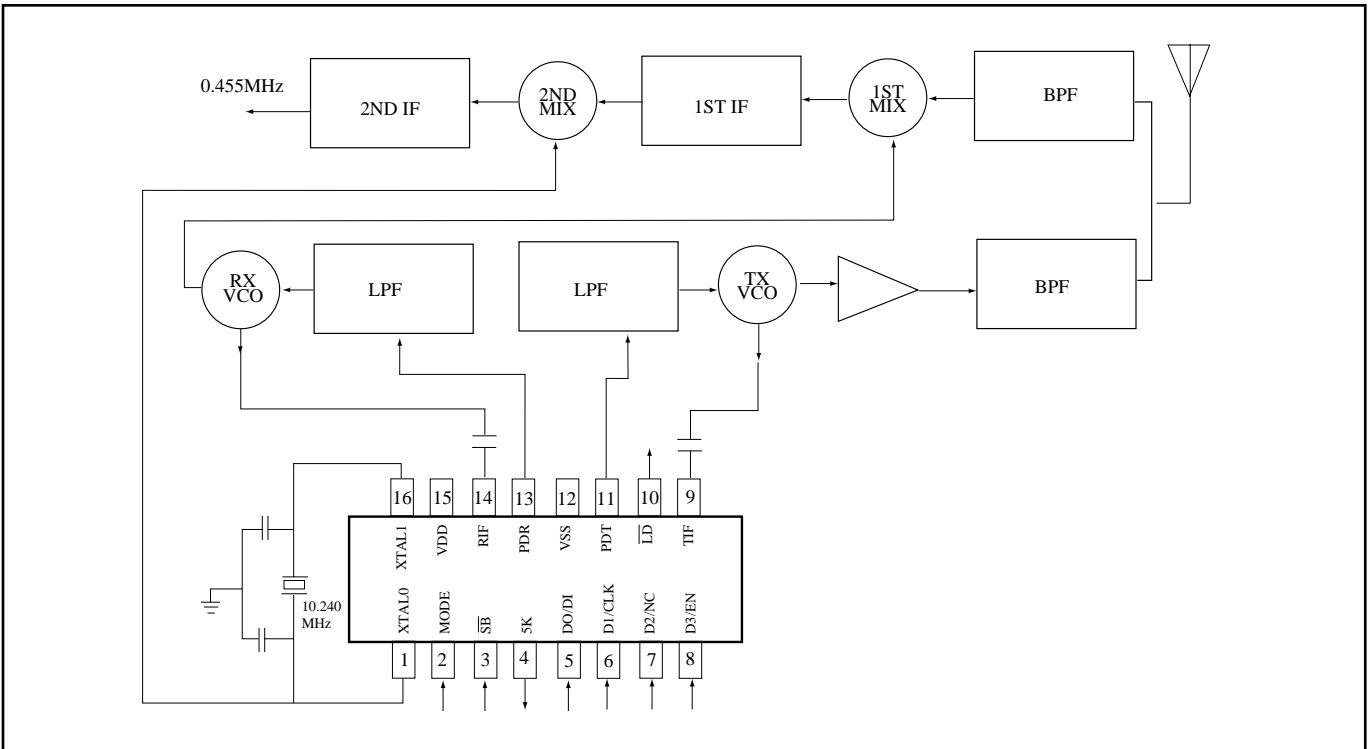 0.455MHz
2ND IF
2ND
MIX
1ST IF
1ST
MIX
BPF
RX
VCO
LPF
LPF
TX
VCO
BPF
16
15
14
13
12
11
10
9
XTAL1
VDD
RIF
PDR
VSS
PDT
LD
TIF
10.240
MHz
XTAL0
MODE
SB
5K
DO/DI
D1/CLK
D2/NC
D3/EN
1
2
3
4
5
6
7
8